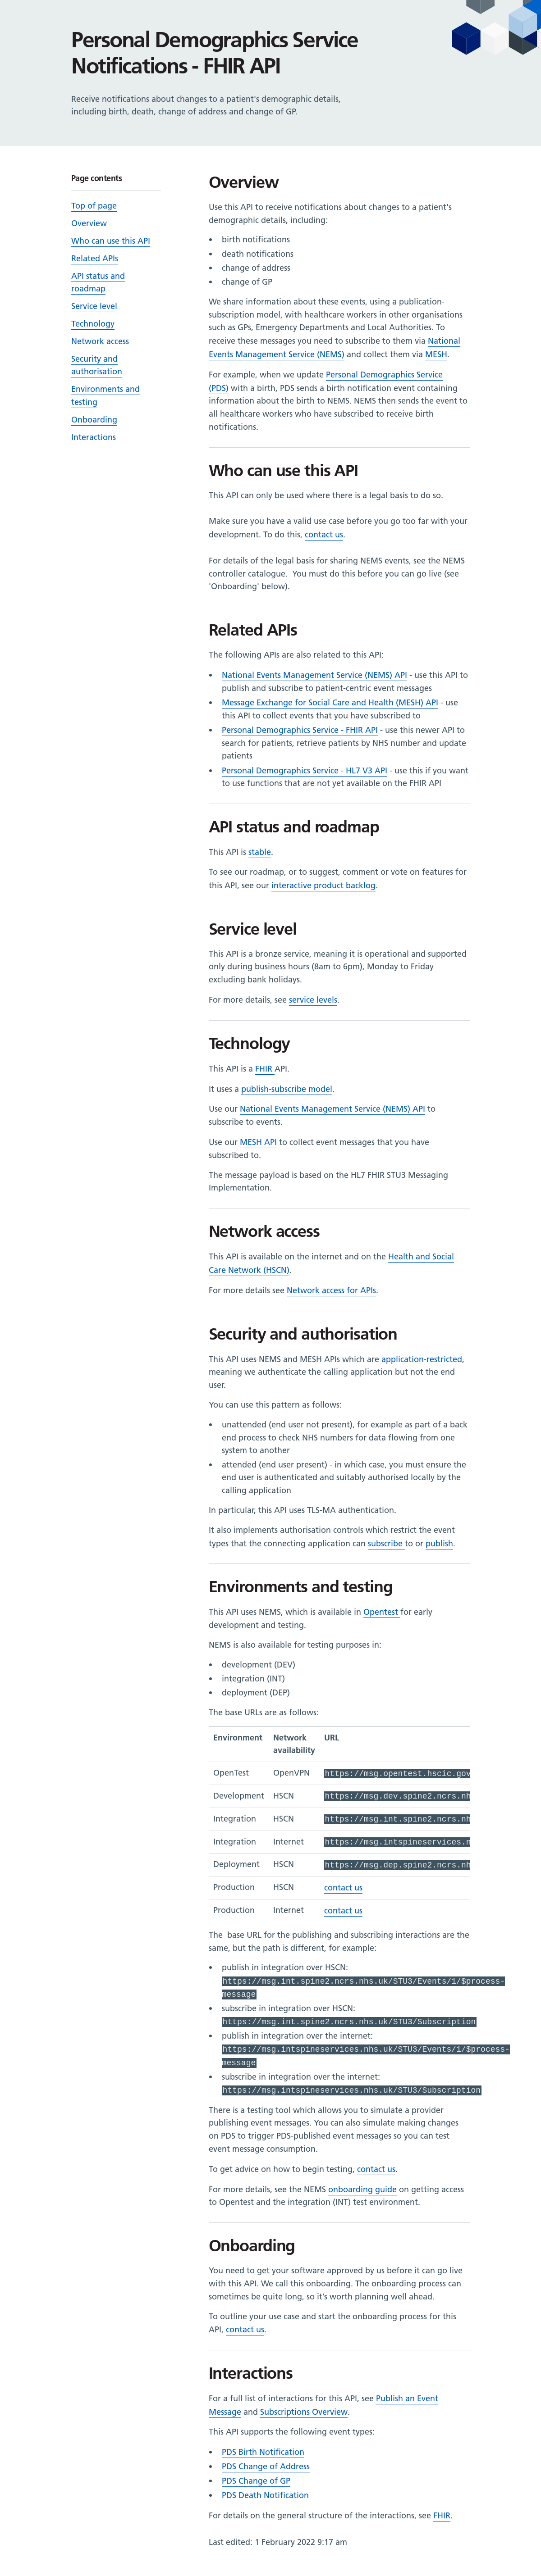 Personal Demographics Service
Notifications - FHIR API
Receive notifications about changes to a patient's demographic details,
including birth, death, change of address and change of GP.
Page contents
Top of page
Overview
Who can use this API
Related APIs
API status and
roadmap
Service level
Technology
Network access
Security and
authorisation
Environments and
testing
Onboarding
Interactions
Overview
Use this API to receive notifications about changes to a patient's
demographic details, including:
• birth notifications
• death notifications
• change of address
• change of GP
We share information about these events, using a publication-
subscription model, with healthcare workers in other organisations
such as GPs, Emergency Departments and Local Authorities. To
receive these messages you need to subscribe to them via National
Events Management Service (NEMS) and collect them via MESH.
For example, when we update Personal Demographics Service
(PDS) with a birth, PDS sends a birth notification event containing
information about the birth to NEMS. NEMS then sends the event to
all healthcare workers who have subscribed to receive birth
notifications.
Who can use this API
This API can only be used where there is a legal basis to do so.
Make sure you have a valid use case before you go too far with your
development. To do this, contact us.
For details of the legal basis for sharing NEMS events, see the NEMS
controller catalogue.  You must do this before you can go live (see
'Onboarding' below).
Related APIs
The following APIs are also related to this API:
• National Events Management Service (NEMS) API - use this API to
publish and subscribe to patient-centric event messages
• Message Exchange for Social Care and Health (MESH) API - use
this API to collect events that you have subscribed to
• Personal Demographics Service - FHIR API - use this newer API to
search for patients, retrieve patients by NHS number and update
patients
• Personal Demographics Service - HL7 V3 API - use this if you want
to use functions that are not yet available on the FHIR API
API status and roadmap
This API is stable.
To see our roadmap, or to suggest, comment or vote on features for
this API, see our interactive product backlog.
Service level
This API is a bronze service, meaning it is operational and supported
only during business hours (8am to 6pm), Monday to Friday
excluding bank holidays.
For more details, see service levels.
Technology
This API is a FHIR API.
It uses a publish-subscribe model.
Use our National Events Management Service (NEMS) API to
subscribe to events.
Use our MESH API to collect event messages that you have
subscribed to.
The message payload is based on the HL7 FHIR STU3 Messaging
Implementation.
Network access
This API is available on the internet and on the Health and Social
Care Network (HSCN).
For more details see Network access for APIs.
Security and authorisation
This API uses NEMS and MESH APIs which are application-restricted,
meaning we authenticate the calling application but not the end
user.
You can use this pattern as follows:
• unattended (end user not present), for example as part of a back
end process to check NHS numbers for data flowing from one
system to another
• attended (end user present) - in which case, you must ensure the
end user is authenticated and suitably authorised locally by the
calling application
In particular, this API uses TLS-MA authentication.
It also implements authorisation controls which restrict the event
types that the connecting application can subscribe to or publish.
Environments and testing
This API uses NEMS, which is available in Opentest for early
development and testing.
NEMS is also available for testing purposes in:
• development (DEV)
• integration (INT)
• deployment (DEP)
The base URLs are as follows:
Environment Network availability URL
OpenTest OpenVPN https://msg.opentest.hscic.gov
Development HSCN https://msg.dev.spine2.ncrs.nh
Integration HSCN https://msg.int.spine2.ncrs.nh
Integration Internet https://msg.intspineservices.n
Deployment HSCN https://msg.dep.spine2.ncrs.nh
Production HSCN contact us
Production Internet contact us
The  base URL for the publishing and subscribing interactions are the
same, but the path is different, for example:
• publish in integration over HSCN:
https://msg.int.spine2.ncrs.nhs.uk/STU3/Events/1/$process-
message
• subscribe in integration over HSCN:
https://msg.int.spine2.ncrs.nhs.uk/STU3/Subscription
• publish in integration over the internet:
https://msg.intspineservices.nhs.uk/STU3/Events/1/$process-
message
• subscribe in integration over the internet:
https://msg.intspineservices.nhs.uk/STU3/Subscription
There is a testing tool which allows you to simulate a provider
publishing event messages. You can also simulate making changes
on PDS to trigger PDS-published event messages so you can test
event message consumption.
To get advice on how to begin testing, contact us.
For more details, see the NEMS onboarding guide on getting access
to Opentest and the integration (INT) test environment.
Onboarding
You need to get your software approved by us before it can go live
with this API. We call this onboarding. The onboarding process can
sometimes be quite long, so it's worth planning well ahead.
To outline your use case and start the onboarding process for this
API, contact us.
Interactions
For a full list of interactions for this API, see Publish an Event
Message and Subscriptions Overview.
This API supports the following event types:
• PDS Birth Notification
• PDS Change of Address
• PDS Change of GP
• PDS Death Notification
For details on the general structure of the interactions, see FHIR.
Last edited: 1 February 2022 9:17 am